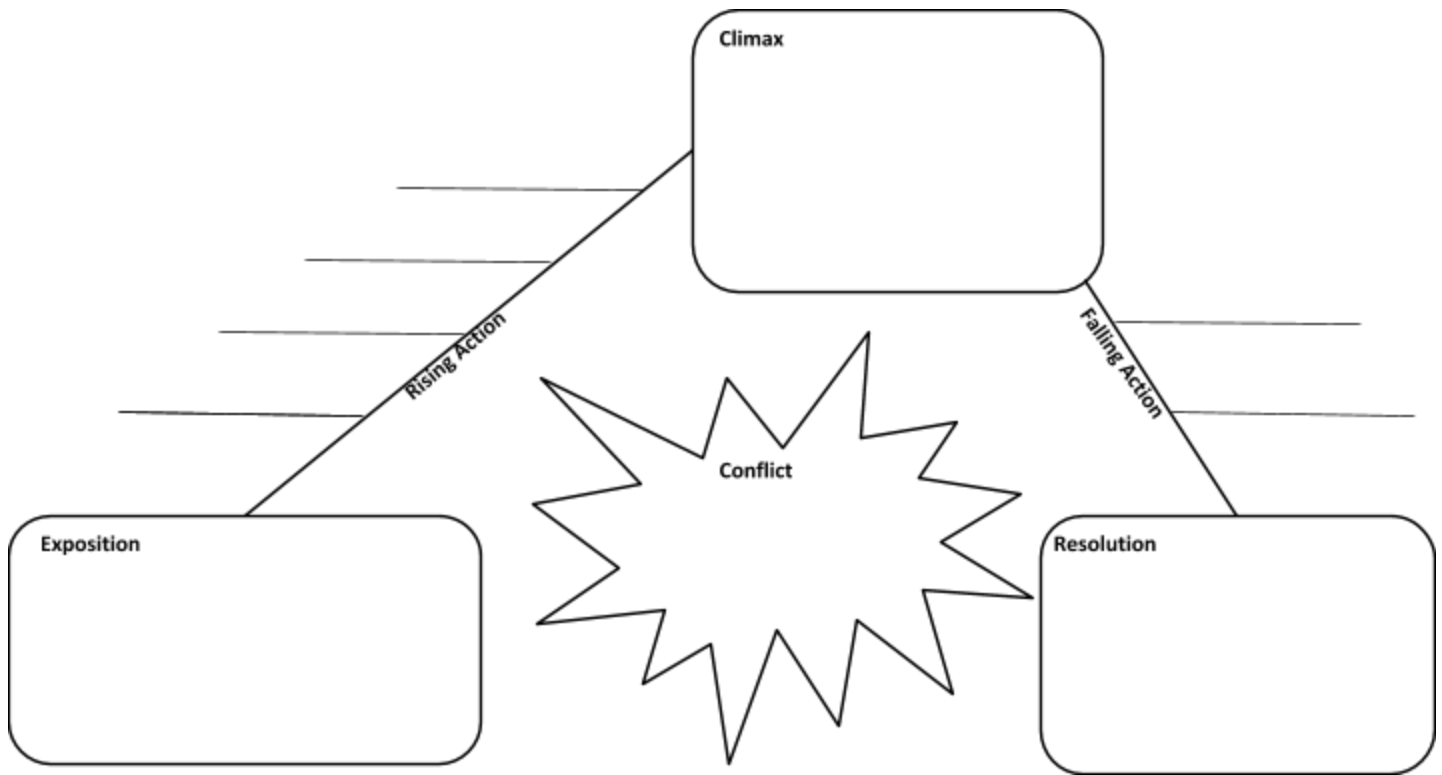 Climax
Rising Action
Falling Action
Conflict
Exposition
Resolution